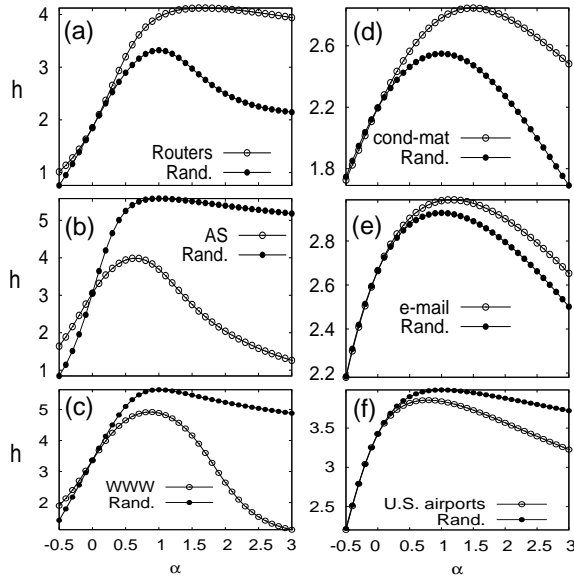 (a)
4
3
h
2
1
Routers
Rand.
(d)
2.6
2.2
1.8
cond-mat
Rand.
(b)
5
4
h
3
2
1
AS
Rand.
(e)
2.8
2.6
2.4
2.2
e-mail
Rand.
(c)
5
4
h
3
2
1
WWW
Rand.
-0.5 0 0.5 1 1.5 2 2.5 3
α
(f)
3.5
3
2.5
U.S. airports
Rand.
-0.5 0 0.5 1 1.5 2 2.5 3
α